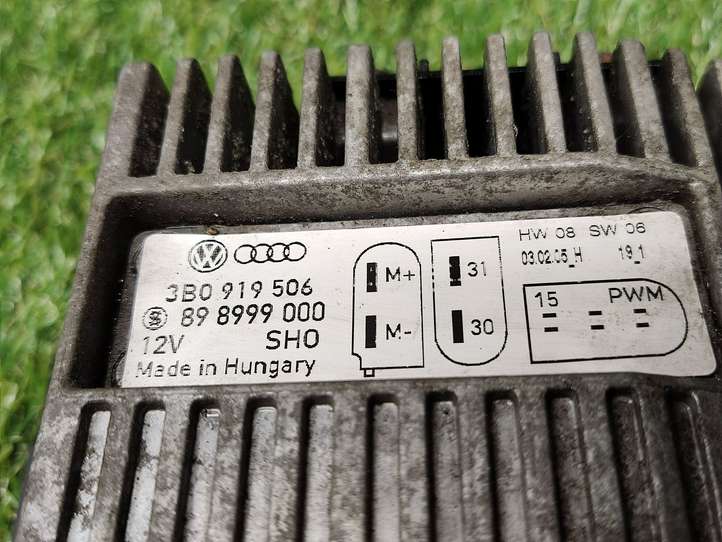 3B0 919 506
89 8999 000
12V SHO
Made in Hungary
M+
M-
31
30
HW 08 SW 06
03.02.05_H 19_1
15 PWM